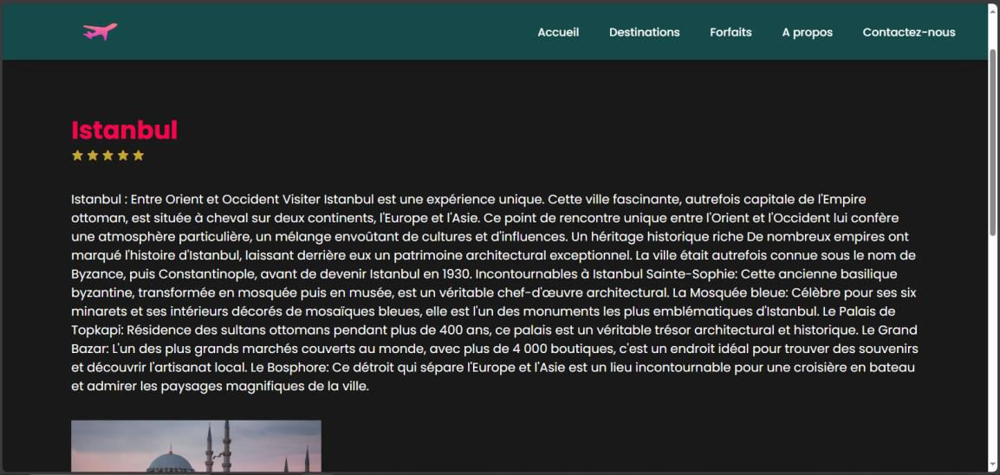 Accueil Destinations Forfaits A propos Contactez-nous
Istanbul
Istanbul : Entre Orient et Occident Visiter Istanbul est une expérience unique. Cette ville fascinante, autrefois capitale de l'Empire
ottoman, est située à cheval sur deux continents, l'Europe et l'Asie. Ce point de rencontre unique entre l'Orient et l'Occident lui confère
une atmosphère particulière, un mélange envoûtant de cultures et d'influences. Un héritage historique riche De nombreux empires ont
marqué l'histoire d'Istanbul, laissant derrière eux un patrimoine architectural exceptionnel. La ville était autrefois connue sous le nom de
Byzance, puis Constantinople, avant de devenir Istanbul en 1930. Incontournables à Istanbul Sainte-Sophie: Cette ancienne basilique
byzantine, transformée en mosquée puis en musée, est un véritable chef-d'œuvre architectural. La Mosquée bleue: Célèbre pour ses six
minarets et ses intérieurs décorés de mosaïques bleues, elle est l'un des monuments les plus emblématiques d'Istanbul. Le Palais de
Topkapi: Résidence des sultans ottomans pendant plus de 400 ans, ce palais est un véritable trésor architectural et historique. Le Grand
Bazar: L'un des plus grands marchés couverts au monde, avec plus de 4 000 boutiques, c'est un endroit idéal pour trouver des souvenirs
et découvrir l'artisanat local. Le Bosphore: Ce détroit qui sépare l'Europe et l'Asie est un lieu incontournable pour une croisière en bateau
et admirer les paysages magnifiques de la ville.